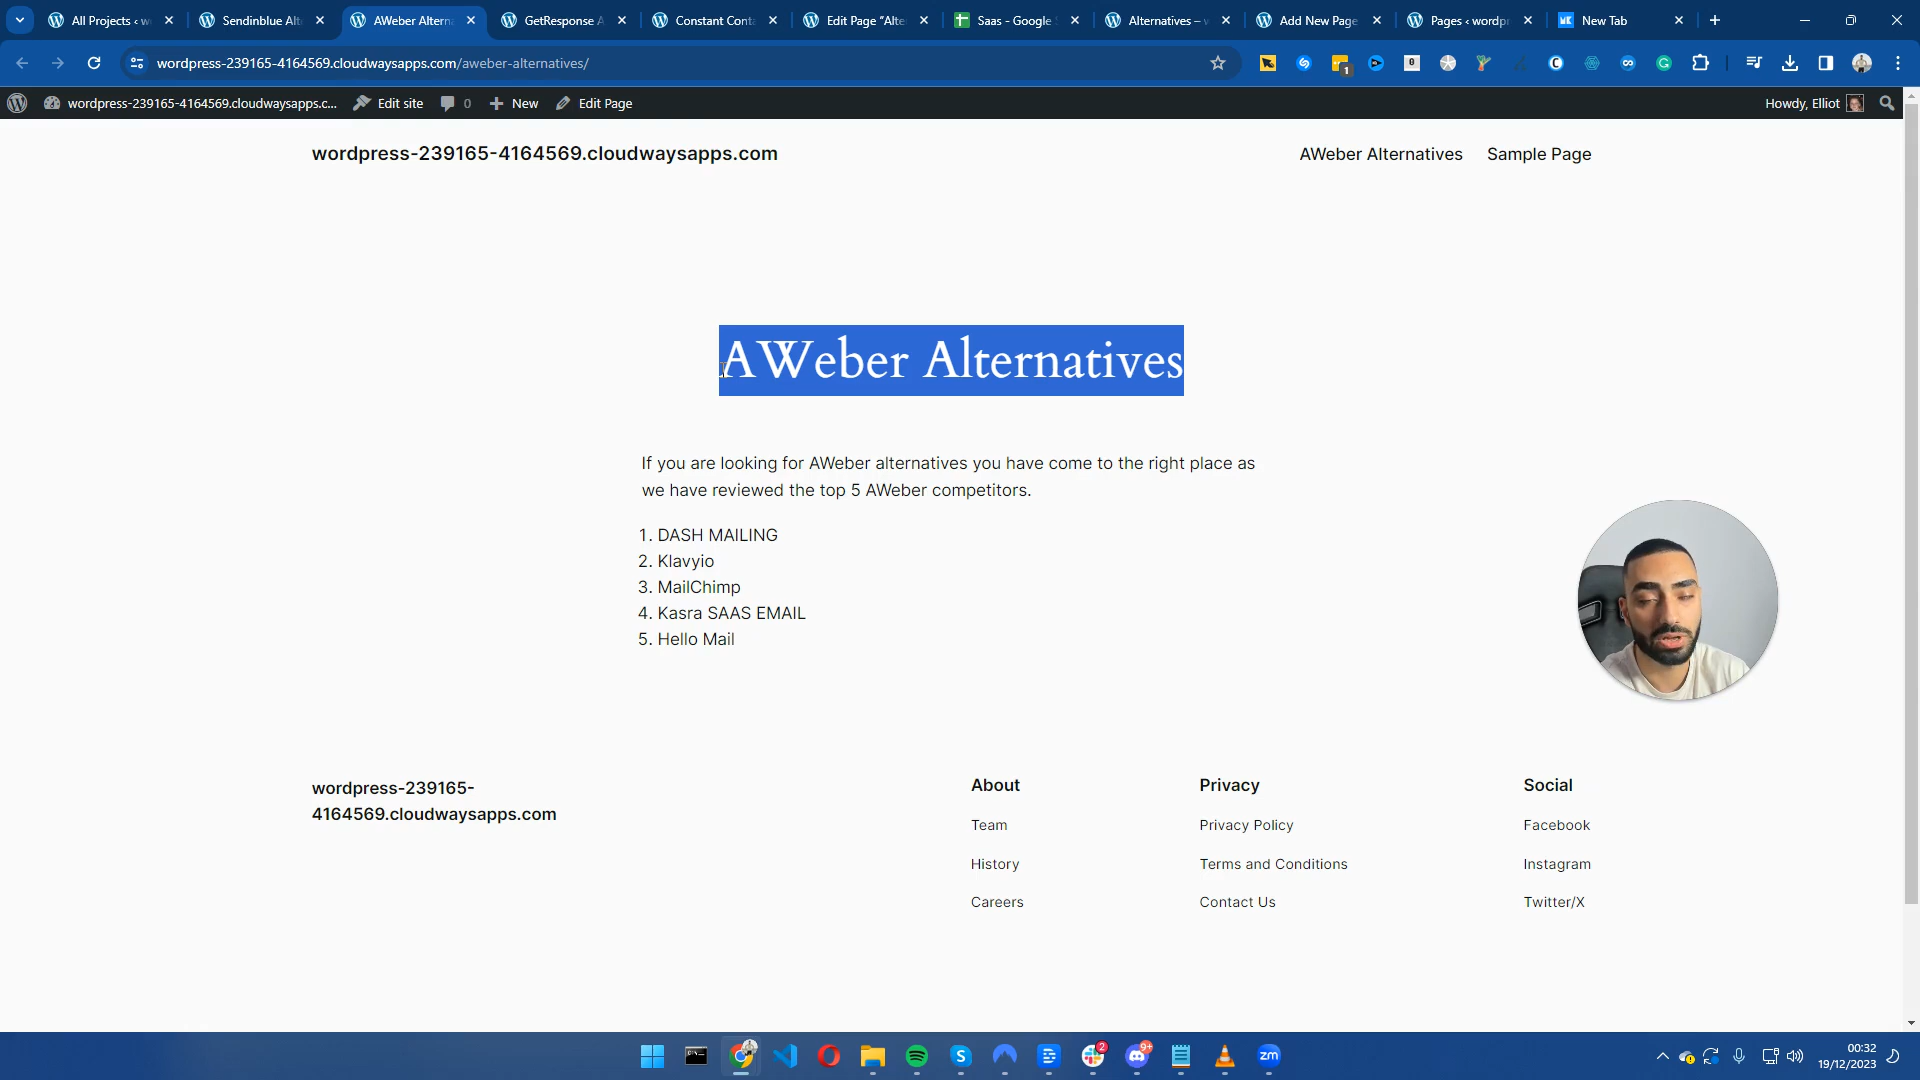 All Projects ‹ w
Sendinblue Alt
AWeber Altern
GetResponse A
Constant Cont
Edit Page "Alte
Saas - Google S
Alternatives – w
Add New Page
Pages ‹ wordpr
New Tab
wordpress-239165-4164569.cloudwaysapps.com/aweber-alternatives/
wordpress-239165-4164569.cloudwaysapps.c...
Edit site
0
New
Edit Page
Howdy, Elliot
wordpress-239165-4164569.cloudwaysapps.com
AWeber Alternatives
Sample Page
AWeber Alternatives
If you are looking for AWeber alternatives you have come to the right place as
we have reviewed the top 5 AWeber competitors.
1. DASH MAILING
2. Klavyio
3. MailChimp
4. Kasra SAAS EMAIL
5. Hello Mail
wordpress-239165-
4164569.cloudwaysapps.com
About
Team
History
Careers
Privacy
Privacy Policy
Terms and Conditions
Contact Us
Social
Facebook
Instagram
Twitter/X
zm
00:32
19/12/2023